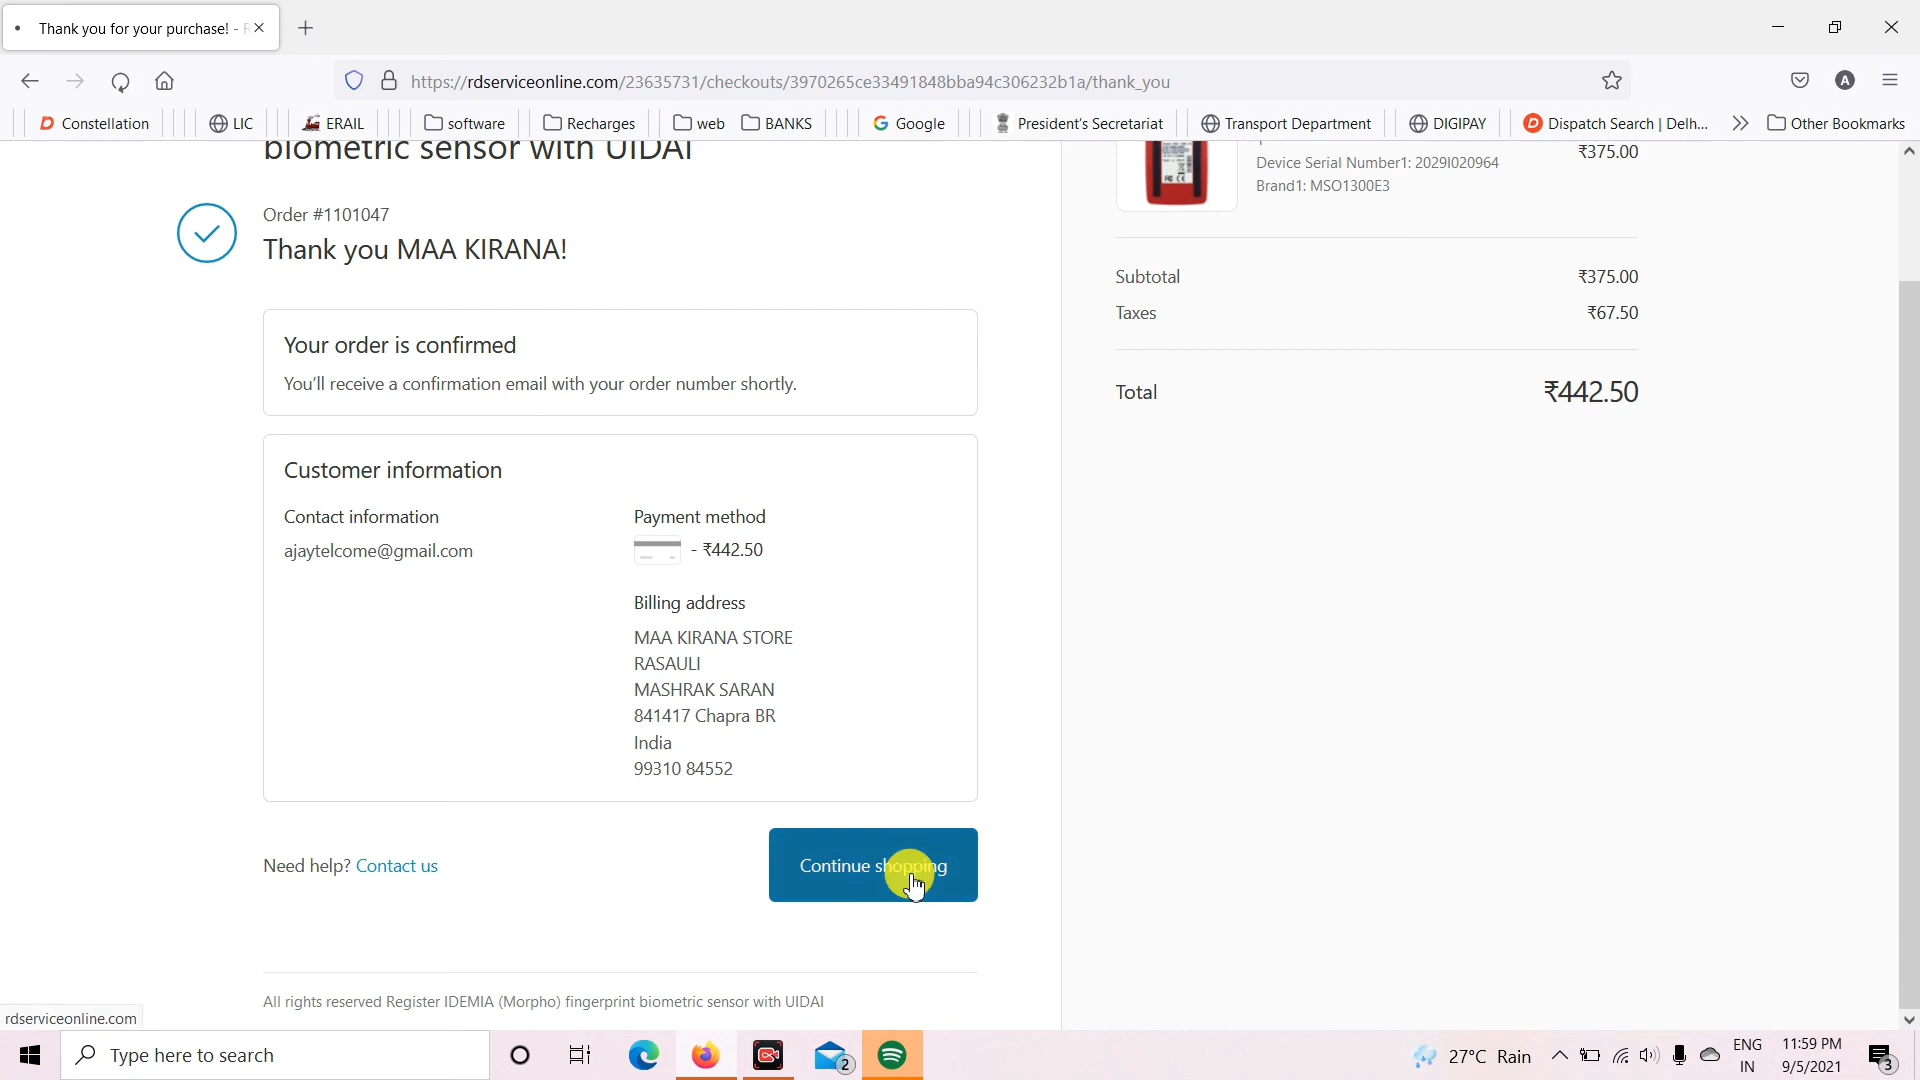 Thank you for your purchase! - R
https://rdserviceonline.com/23635731/checkouts/3970265ce33491848bba94c306232b1a/thank_you
A
Constellation
LIC
ERAIL
software
Recharges
web
BANKS
Google
President's Secretariat
Transport Department
DIGIPAY
Dispatch Search | Delh...
Other Bookmarks
biometric sensor with UIDAI
Order #1101047
Thank you MAA KIRANA!
Your order is confirmed
You'll receive a confirmation email with your order number shortly.
Customer information
Contact information
ajaytelcome@gmail.com
Payment method
- ₹442.50
Billing address
MAA KIRANA STORE
RASAULI
MASHRAK SARAN
841417 Chapra BR
India
99310 84552
Need help? Contact us
Continue shopping
All rights reserved Register IDEMIA (Morpho) fingerprint biometric sensor with UIDAI
Device Serial Number1: 2029I020964
Brand1: MSO1300E3
₹375.00
Subtotal ₹375.00
Taxes ₹67.50
Total ₹442.50
rdserviceonline.com
Type here to search
2
27°C Rain
ENG
IN
11:59 PM
9/5/2021
3